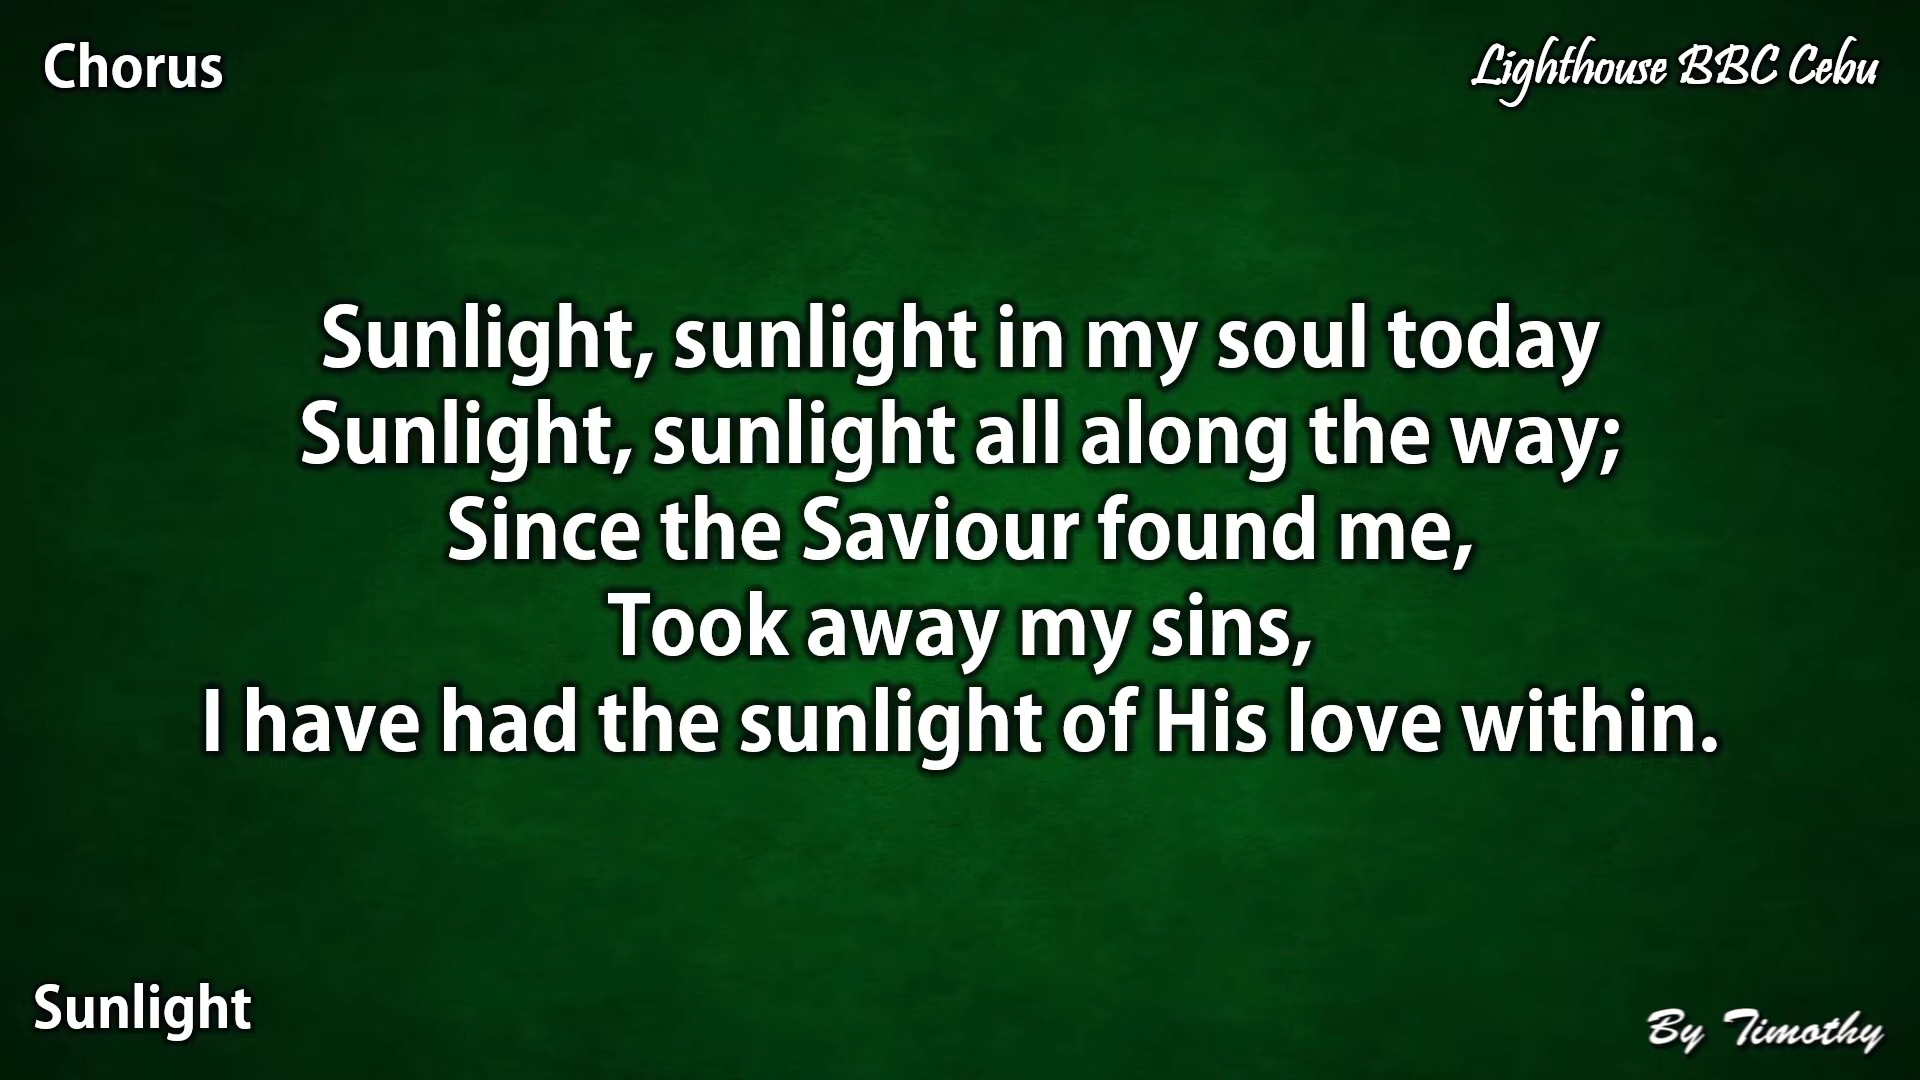 Chorus
Lighthouse BBC Cebu
Sunlight, sunlight in my soul today
Sunlight, sunlight all along the way;
Since the Saviour found me,
Took away my sins,
I have had the sunlight of His love within.
Sunlight
By Timothy